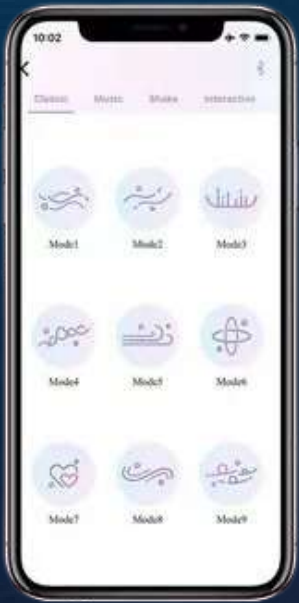 10:02
Classic Music Shake Interactive
Mode1 Mode2 Mode3
Mode4 Mode5 Mode6
Mode7 Mode8 Mode9